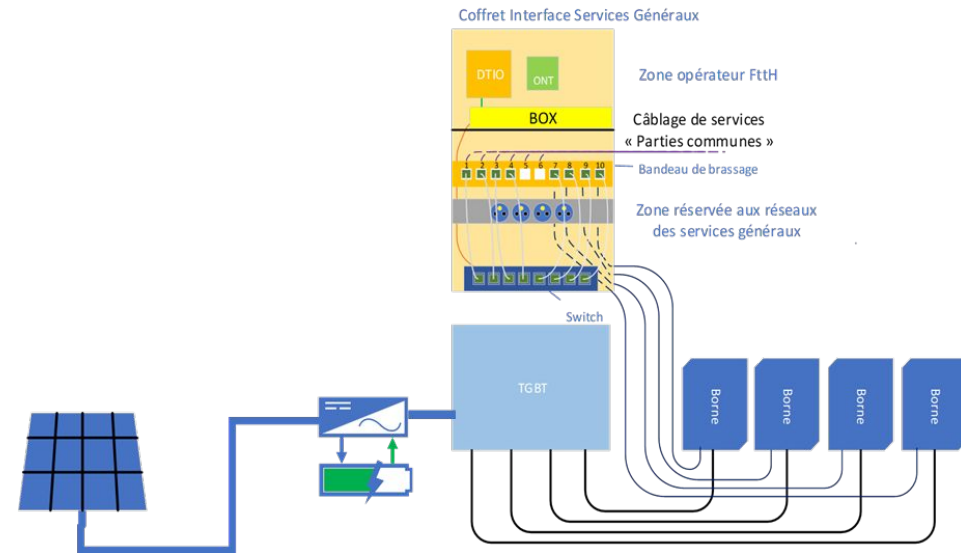 Coffret Interface Services Généraux
DTIO
ONT
Zone opérateur FttH
BOX
Câblage de services
« Parties communes »
1 2 3 4 5 6 7 8 9 10
Bandeau de brassage
Zone réservée aux réseaux
des services généraux
Switch
TGBT
Borne
Borne
Borne
Borne